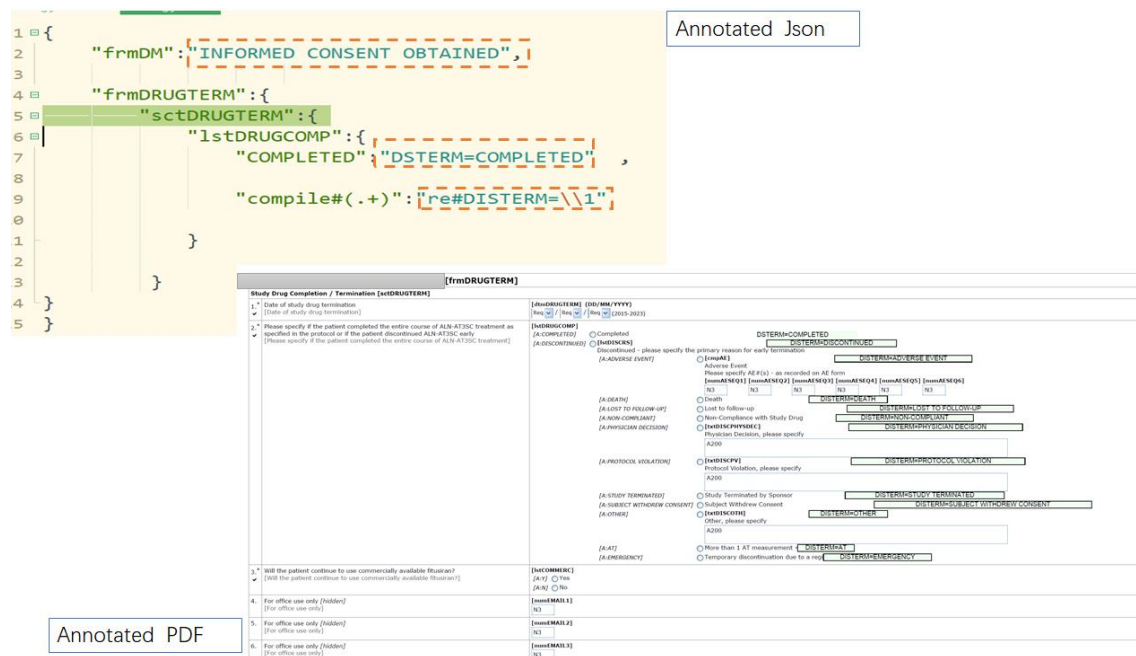 Annotated Json
1 {
2 "frmDM":"INFORMED CONSENT OBTAINED",
3
4 "frmDRUGTERM":{
5 "sctDRUGTERM":{
6 "lstDRUGCOMP":{
7 "COMPLETED":"DSTERM=COMPLETED" ,
8
9 "compile#(.+)":"re#DISTERM=\\1"
0
1 }
2
3 }
4 }
5 }
[frmDRUGTERM]
Study Drug Completion / Termination [sctDRUGTERM]
1.* Date of study drug termination
[Date of study drug termination]
[dtmDRUGTERM] (DD/MM/YYYY)
Req / Req / Req (2015-2023)
2.* Please specify if the patient completed the entire course of ALN-AT3SC treatment as
specified in the protocol or if the patient discontinued ALN-AT3SC early
[Please specify if the patient completed the entire course of ALN-AT3SC treatment]
[lstDRUGCOMP]
[A:COMPLETED] Completed DSTERM=COMPLETED
[A:DISCONTINUED] [lstDISCRS] DISTERM=DISCONTINUED
Discontinued - please specify the primary reason for early termination
[A:ADVERSE EVENT] [cmpAE] DISTERM=ADVERSE EVENT
Adverse Event
Please specify AE#(s) - as recorded on AE form
[numAESEQ1] [numAESEQ2] [numAESEQ3] [numAESEQ4] [numAESEQ5] [numAESEQ6]
N3 N3 N3 N3 N3 N3
[A:DEATH] Death DISTERM=DEATH
[A:LOST TO FOLLOW-UP] Lost to follow-up DISTERM=LOST TO FOLLOW-UP
[A:NON-COMPLIANT] Non-Compliance with Study Drug DISTERM=NON-COMPLIANT
[A:PHYSICIAN DECISION] [txtDISCPHYSDEC] DISTERM=PHYSICIAN DECISION
Physician Decision, please specify
A200
[A:PROTOCOL VIOLATION] [txtDISCPV] DISTERM=PROTOCOL VIOLATION
Protocol Violation, please specify
A200
[A:STUDY TERMINATED] Study Terminated by Sponsor DISTERM=STUDY TERMINATED
[A:SUBJECT WITHDREW CONSENT] Subject Withdrew Consent DISTERM=SUBJECT WITHDREW CONSENT
[A:OTHER] [txtDISCOTH] DISTERM=OTHER
Other, please specify
A200
[A:AT] More than 1 AT measurement DISTERM=AT
[A:EMERGENCY] Temporary discontinuation due to a DISTERM=EMERGENCY
3.* Will the patient continue to use commercially available fitusiran?
[Will the patient continue to use commercially available fitusiran?]
[lstCOMMERC]
[A:Y] Yes
[A:N] No
4. For office use only [hidden]
[For office use only]
[numEMAIL1]
N3
5. For office use only [hidden]
[For office use only]
[numEMAIL2]
N3
6. For office use only [hidden]
[For office use only]
[numEMAIL3]
N3
Annotated PDF